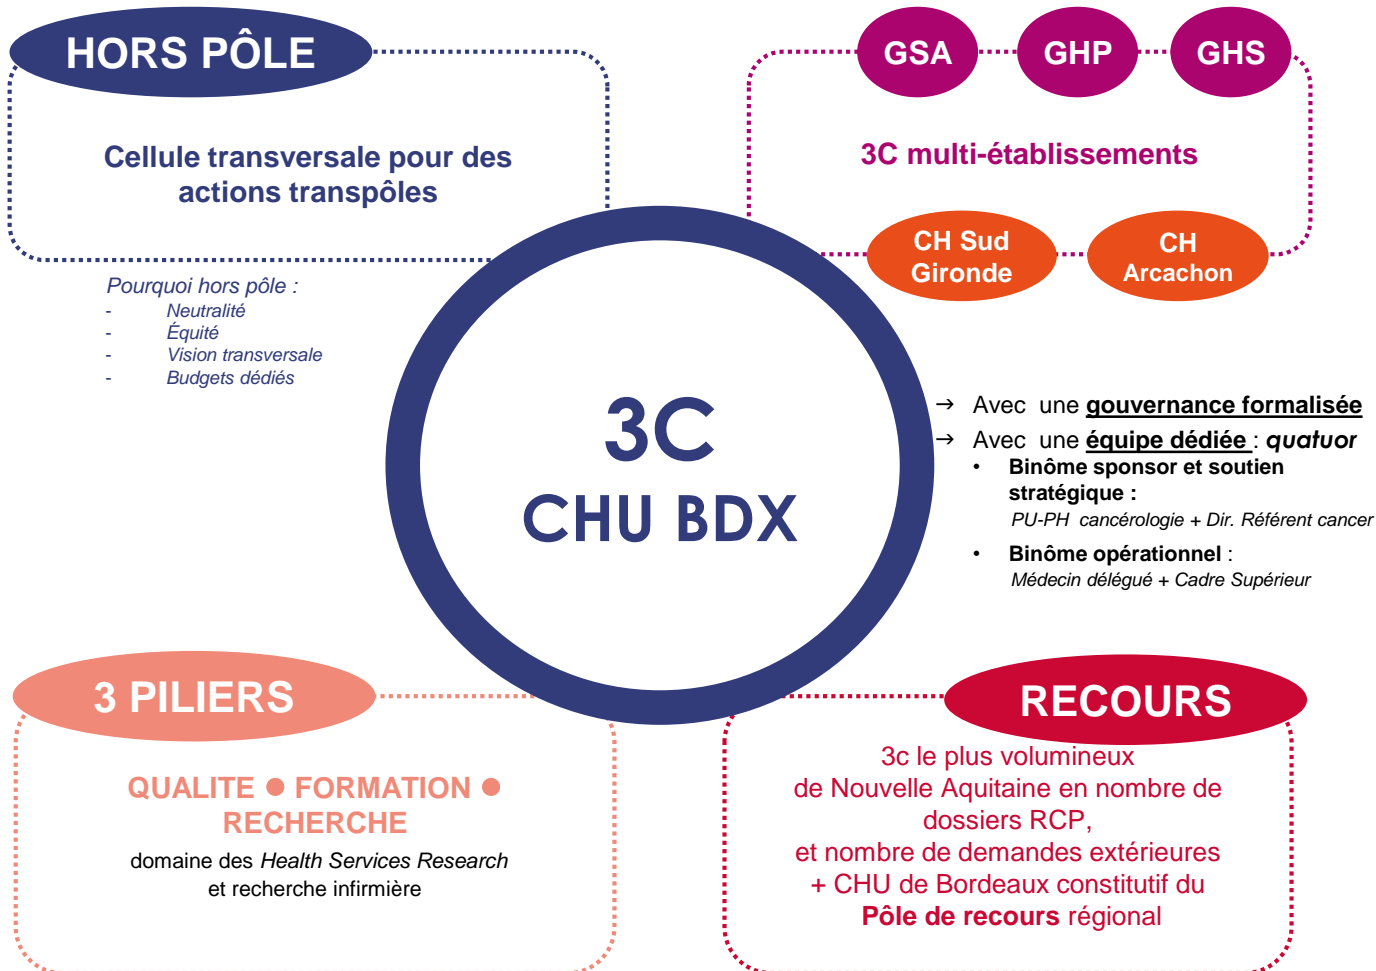 HORS PÔLE
Cellule transversale pour des
actions transpôles
Pourquoi hors pôle :
- Neutralité
- Équité
- Vision transversale
- Budgets dédiés
GSA
GHP
GHS
3C multi-établissements
CH Sud
Gironde
CH
Arcachon
3C
CHU BDX
→ Avec une gouvernance formalisée
→ Avec une équipe dédiée : quatuor
• Binôme sponsor et soutien
stratégique :
PU-PH cancérologie + Dir. Référent cancer
• Binôme opérationnel :
Médecin délégué + Cadre Supérieur
3 PILIERS
QUALITE ● FORMATION ●
RECHERCHE
domaine des Health Services Research
et recherche infirmière
RECOURS
3c le plus volumineux
de Nouvelle Aquitaine en nombre de
dossiers RCP,
et nombre de demandes extérieures
+ CHU de Bordeaux constitutif du
Pôle de recours régional